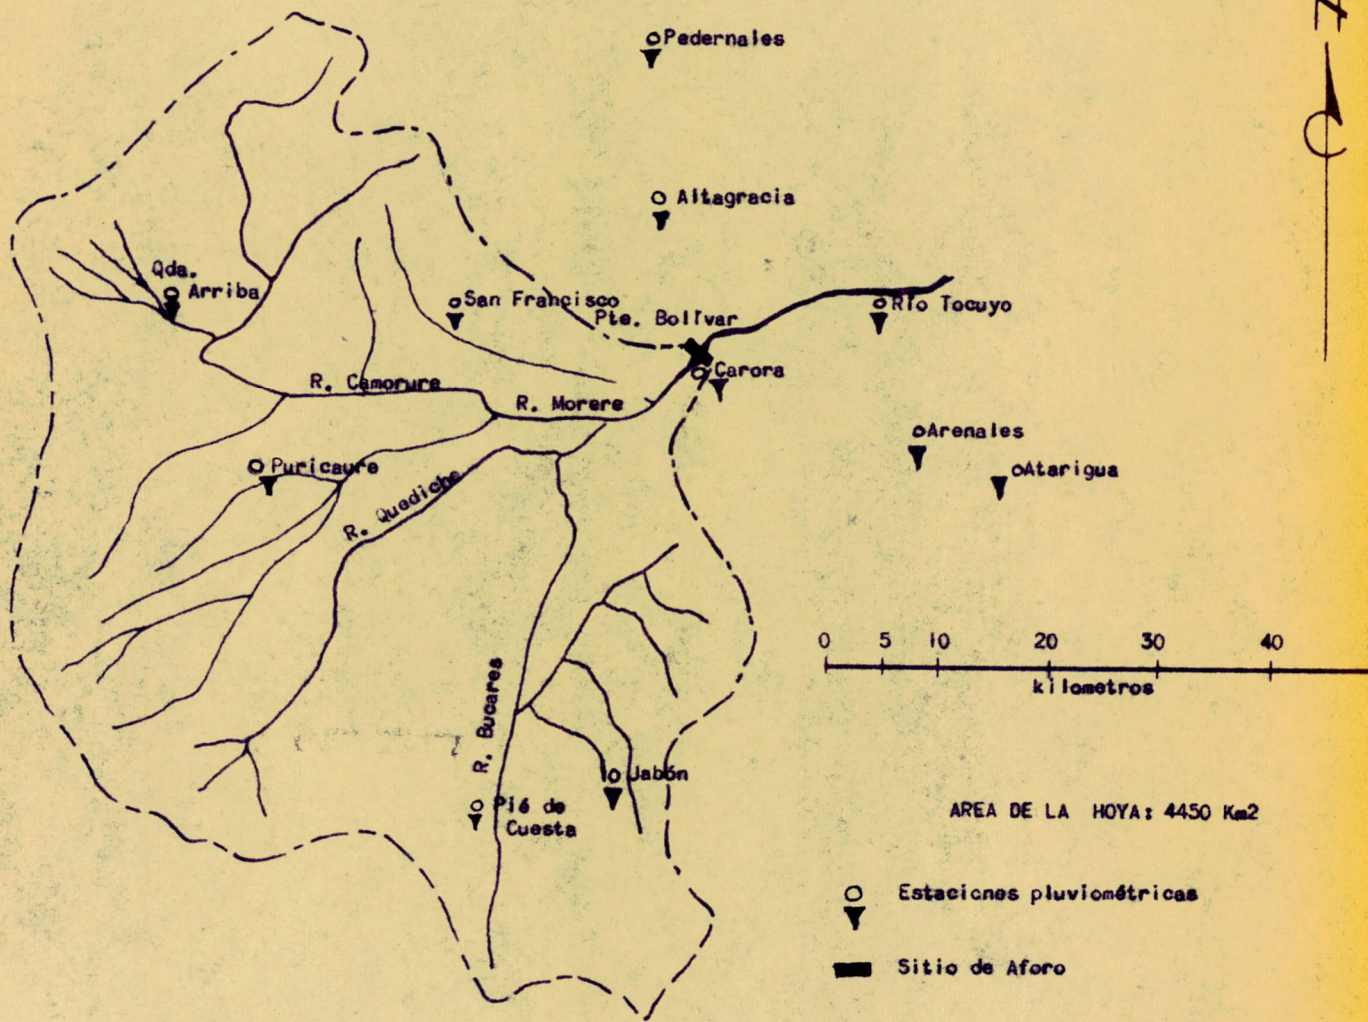 Pedernales
Altagracia
Qda.
Arriba
San Francisco
Pte. Bolívar
Río Tocuyo
Carora
R. Camorure
R. Morere
Arenales
Atarigua
Puricaure
R. Quediche
0 5 10 20 30 40
kilometros
R. Bucares
Jabón
Pié de
Cuesta
AREA DE LA HOYA: 4450 Km2
Estaciones pluviométricas
Sitio de Aforo